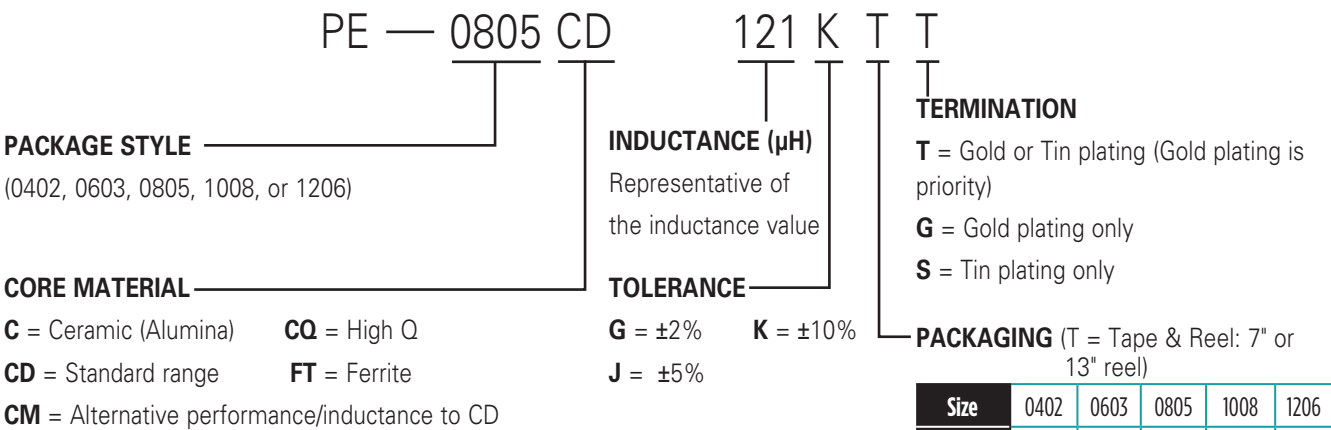 PE — 0805 CD 121 K T T
PACKAGE STYLE
(0402, 0603, 0805, 1008, or 1206)
CORE MATERIAL
C = Ceramic (Alumina) CQ = High Q
CD = Standard range FT = Ferrite
CM = Alternative performance/inductance to CD
INDUCTANCE (µH)
Representative of
the inductance value
TOLERANCE
G = ±2% K = ±10%
J = ±5%
TERMINATION
T = Gold or Tin plating (Gold plating is
priority)
G = Gold plating only
S = Tin plating only
PACKAGING (T = Tape & Reel: 7" or
13" reel)
Size 0402 0603 0805 1008 1206